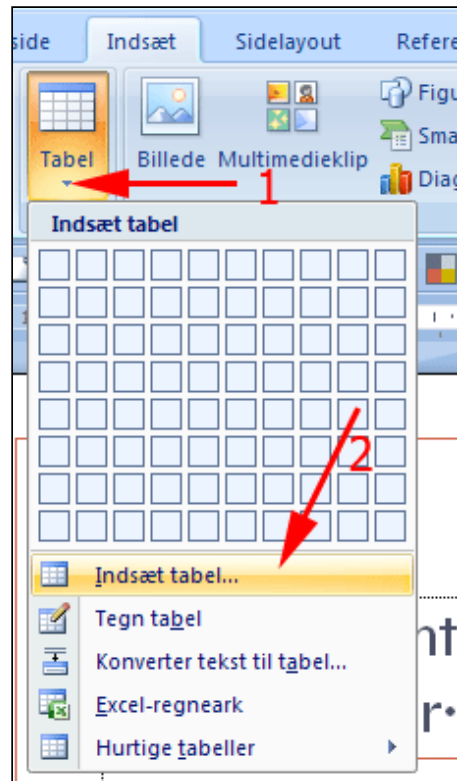 side Indsæt Sidelayout Refere
Figu
Sma
Diag
Tabel Billede Multimedieklip
1
Indsæt tabel
2
Indsæt tabel...
Tegn tabel
Konverter tekst til tabel...
Excel-regneark
Hurtige tabeller
nt
r·